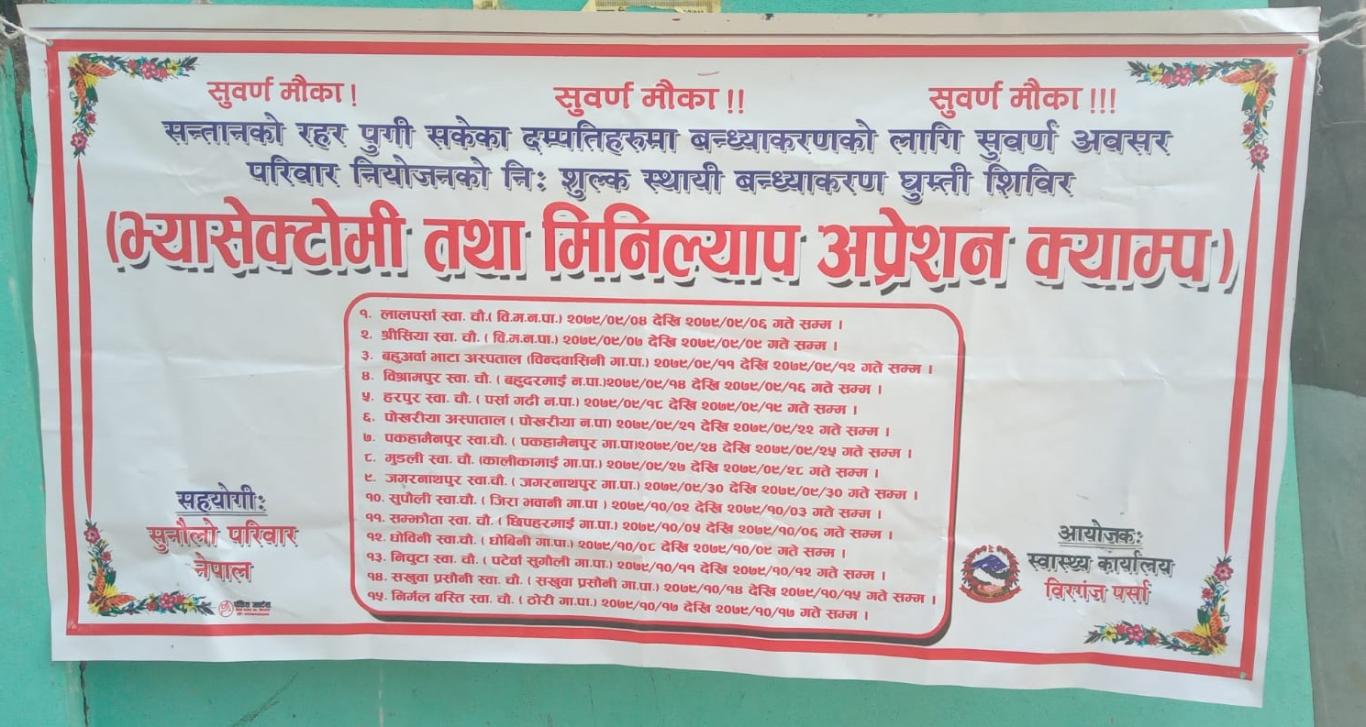 सुवर्ण मौका! सुवर्ण मौका!! सुवर्ण मौका!!!
सन्तानको रहर पुगी सकेका दम्पतिहरुमा बन्ध्याकरणको लागि सुवर्ण अवसर
परिवार नियोजनको नि: शुल्क स्थायी बन्ध्याकरण घुम्ती शिविर
(भ्यासेक्टोमी तथा मिनिल्याप अप्रेशन क्याम्प)
१. लालपर्सा स्वा. चौ.( वि.म.न.पा.) २०७९/०९/०४ देखि २०७९/०९/०६ गते सम्म ।
२. श्रीसिया स्वा. चौ. ( वि.म.न.पा.) २०७९/०९/०७ देखि २०७९/०९/०९ गते सम्म ।
३. बहुअर्वा भाटा अस्पताल (विन्दवासिनी गा.पा.) २०७९/०९/११ देखि २०७९/०९/१२ गते सम्म ।
४. विश्रामपुर स्वा. चौ. ( बहुदरमाई न.पा.)२०७९/०९/१४ देखि २०७९/०९/१६ गते सम्म ।
५. हरपुर स्वा. चौ. ( पर्सा गढी न.पा.) २०७९/०९/१८ देखि २०७९/०९/१९ गते सम्म ।
६. पोखरीया अस्पाताल ( पोखरीया न.पा) २०७९/०९/२१ देखि २०७९/०९/२२ गते सम्म ।
७. पकहामैनपुर स्वा.चौ. ( पकहामैनपुर गा.पा)२०७९/०९/२४ देखि २०७९/०९/२५ गते सम्म ।
८. मुडली स्वा. चौ. (कालीकामाई गा.पा.) २०७९/०९/२७ देखि २०७९/०९/२८ गते सम्म ।
९. जगरनाथपुर स्वा. चौ. ( जगरनाथपुर गा.पा.) २०७९/०९/३० देखि २०७९/०९/३० गते सम्म ।
१०. सुपौली स्वा.चौ. ( जिरा भवानी गा.पा ) २०७९/१०/०२ देखि २०७९/१०/०३ गते सम्म ।
११. सम्झौता स्वा. चौ. ( छिपहरमाई गा.पा.) २०७९/१०/०५ देखि २०७९/१०/०६ गते सम्म ।
१२. धोविनी स्वा.चौ. ( धोबिनी गा.पा.) २०७९/१०/०८ देखि २०७९/१०/०९ गते सम्म ।
१३. निचुटा स्वा. चौ. ( पटेर्वा सुगौली गा.पा.) २०७९/१०/११ देखि २०७९/१०/१२ गते सम्म ।
१४. सखुवा प्रसौनी स्वा. चौ. ( सखुवा प्रसौनी गा.पा.) २०७९/१०/१४ देखि २०७९/१०/१५ गते सम्म ।
१५. निर्मल बस्ति स्वा. चौ. ( ठोरी गा.पा.) २०७९/१०/१७ देखि २०७९/१०/१७ गते सम्म ।
सहयोगी:
सुनौलो परिवार
नेपाल
आयोजक:
स्वास्थ्य कार्यालय
विरगंज पर्सा